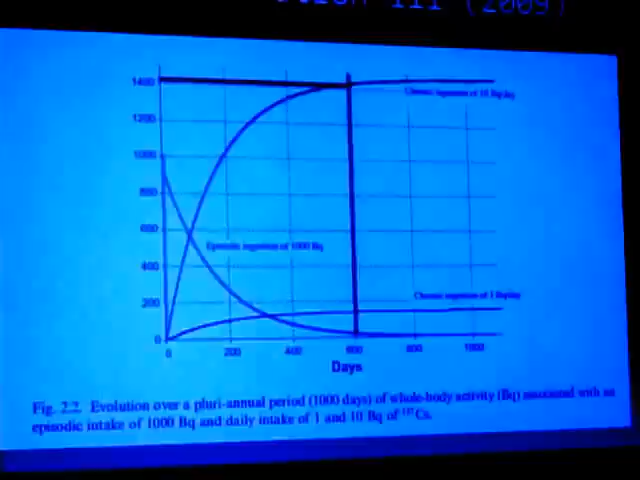 III (2009)
1400
1200
1000
800
600
400
200
0
Chronic ingestion of 10 Bq/day
Episodic ingestion of 1000 Bq
Chronic ingestion of 1 Bq/day
0 200 400 600 800 1000
Days
Fig. 2.2. Evolution over a pluri-annual period (1000 days) of whole-body activity (Bq) associated with an
episodic intake of 1000 Bq and daily intake of 1 and 10 Bq of ¹³⁷Cs.